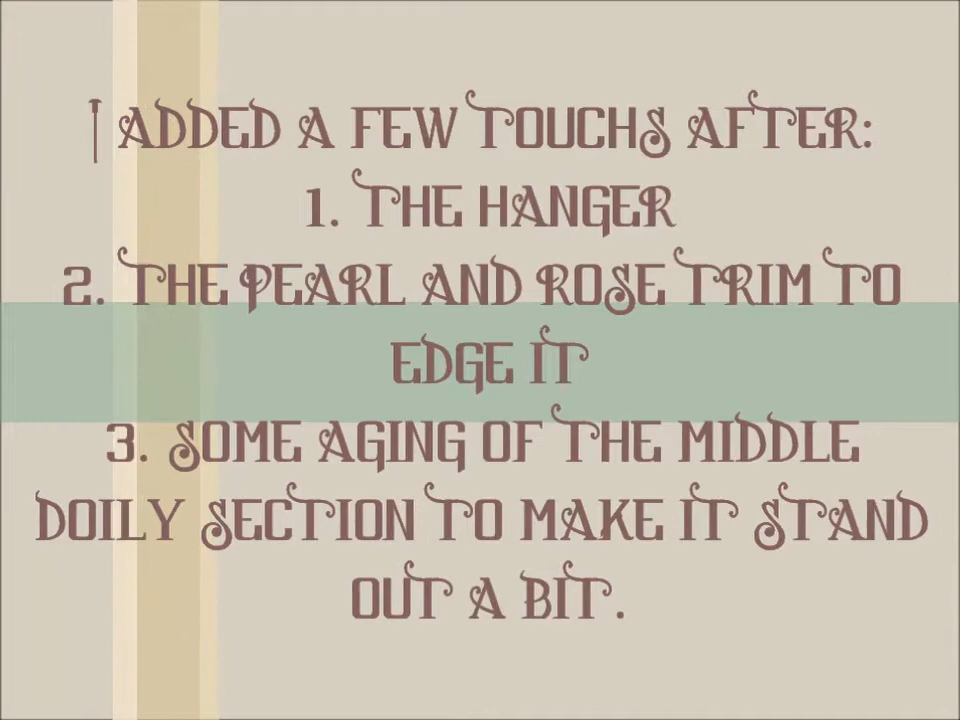 I ADDED A FEW TOUCHS AFTER:
1. THE HANGER
2. THE PEARL AND ROSE TRIM TO
EDGE IT
3. SOME AGING OF THE MIDDLE
DOILY SECTION TO MAKE IT STAND
OUT A BIT.